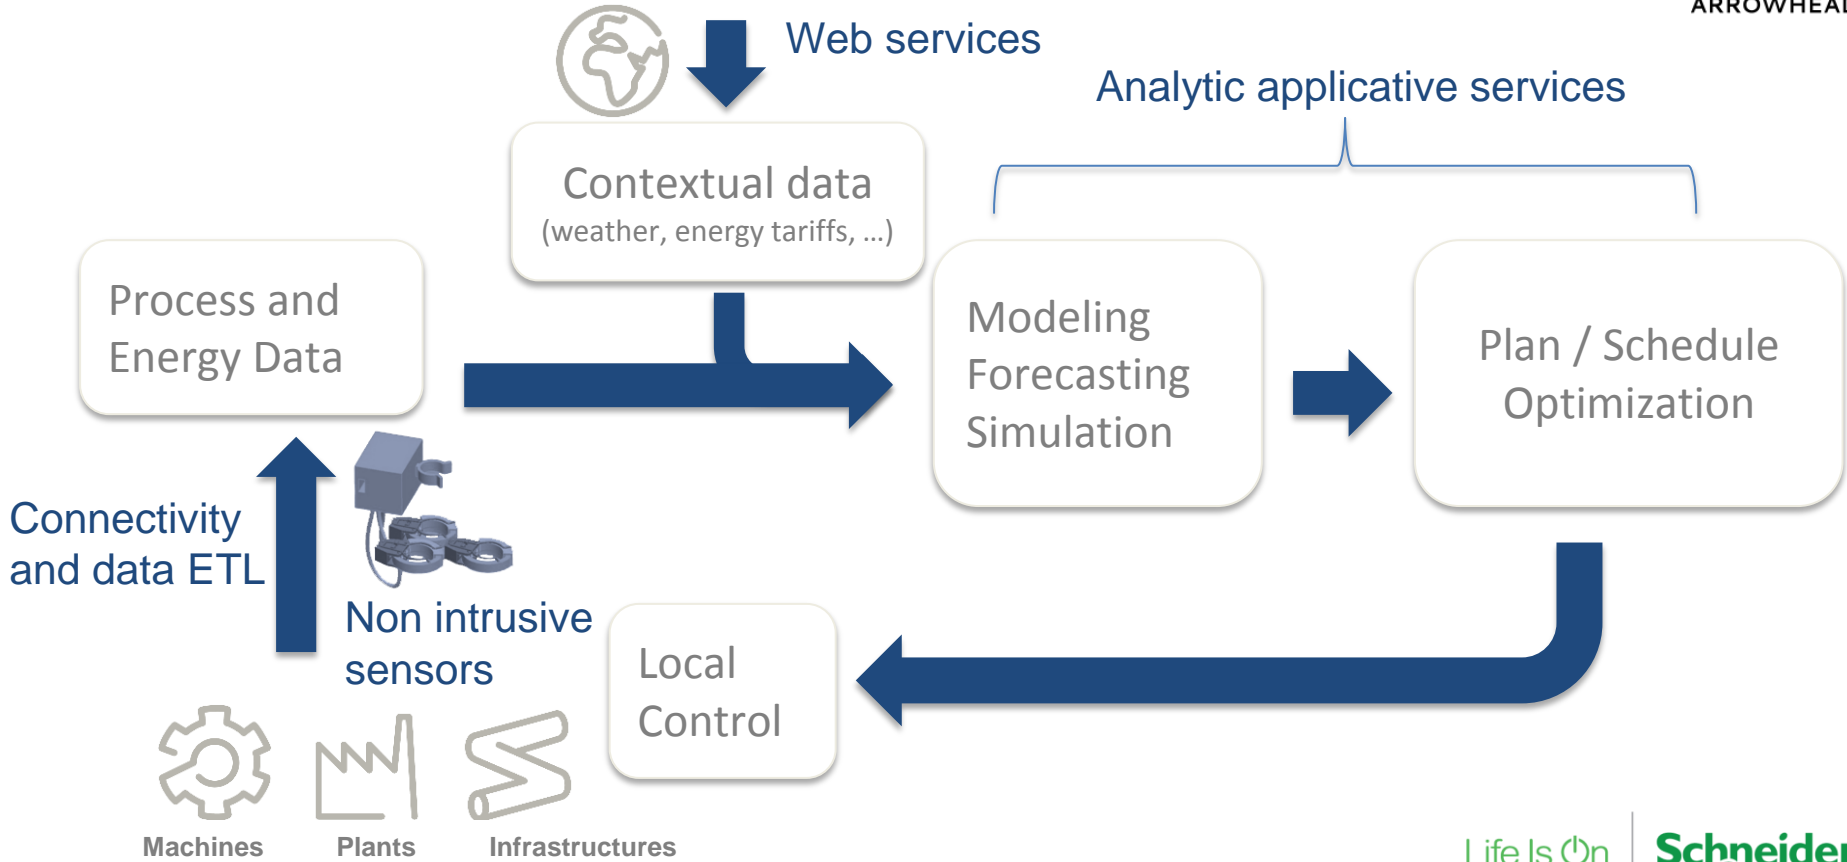 ARROWHEAD
Web services
Analytic applicative services
Contextual data
(weather, energy tariffs, ...)
Process and
Energy Data
Modeling
Forecasting
Simulation
Plan / Schedule
Optimization
Connectivity
and data ETL
Non intrusive
sensors
Local
Control
Machines
Plants
Infrastructures
Life Is On
Schneider